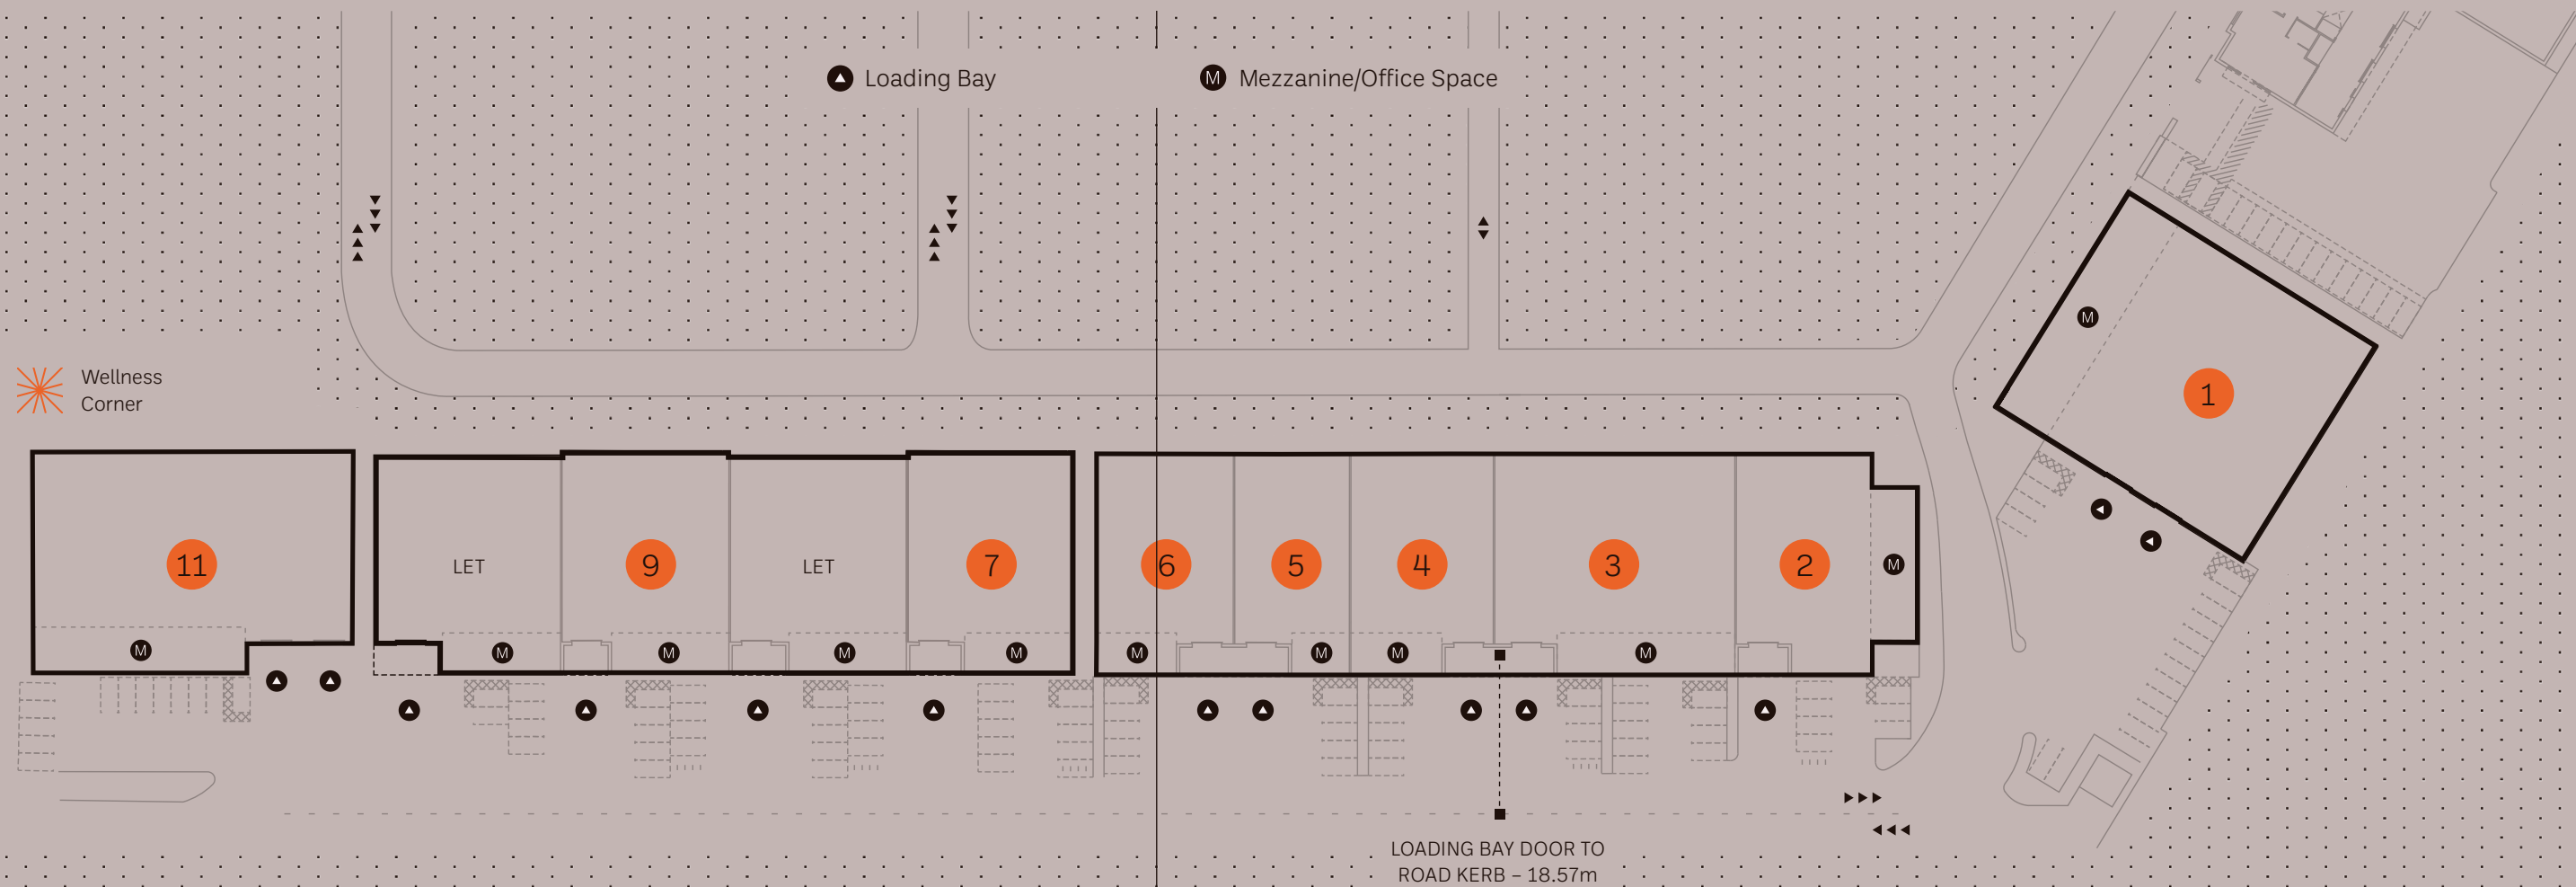 Loading Bay
M Mezzanine/Office Space
M
1
Wellness
Corner
11
LET
9
LET
7
6
5
4
3
2
M
M
M
M
M
M
M
M
M
M
LOADING BAY DOOR TO
ROAD KERB – 18.57m